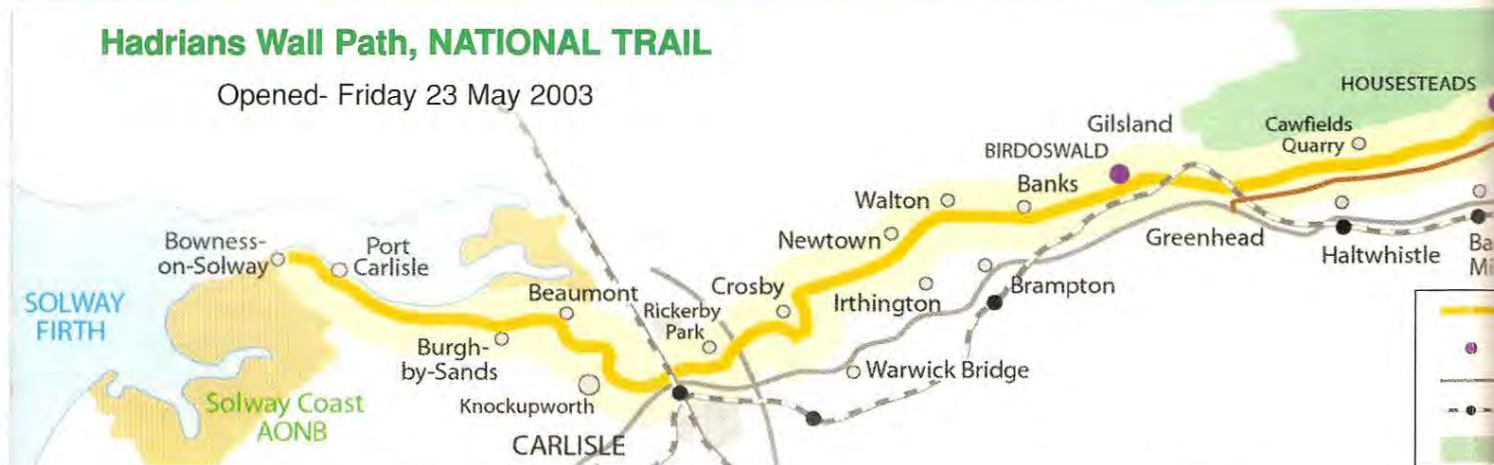 Hadrians Wall Path, NATIONAL TRAIL
Opened- Friday 23 May 2003
HOUSESTEADS
Gilsland
Cawfields
Quarry
BIRDOSWALD
Banks
Walton
Newtown
Greenhead
Haltwhistle
Bowness-
on-Solway
Port
Carlisle
SOLWAY
FIRTH
Beaumont
Rickerby
Park
Crosby
Irthington
Brampton
Burgh-
by-Sands
Warwick Bridge
Knockupworth
Solway Coast
AONB
CARLISLE